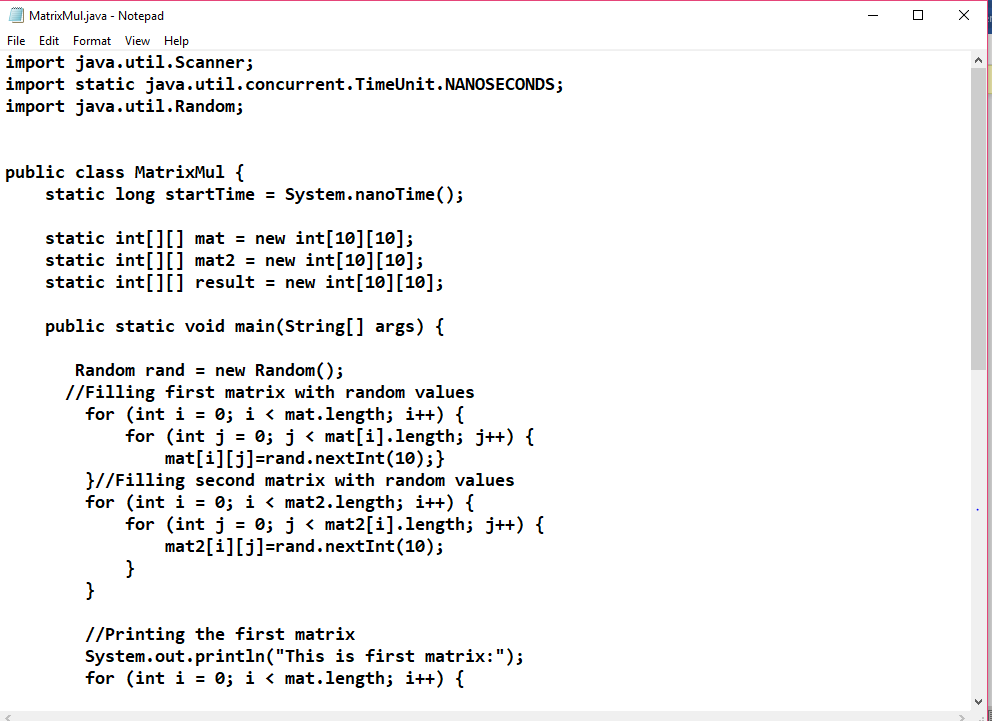 MatrixMul.java - Notepad
File Edit Format View Help
import java.util.Scanner;
import static java.util.concurrent.TimeUnit.NANOSECONDS;
import java.util.Random;
public class MatrixMul {
static long startTime = System.nanoTime();
static int[][] mat = new int[10][10];
static int[][] mat2 = new int[10][10];
static int[][] result = new int[10][10];
public static void main(String[] args) {
Random rand = new Random();
//Filling first matrix with random values
for (int i = 0; i < mat.length; i++) {
for (int j = 0; j < mat[i].length; j++) {
mat[i][j]=rand.nextInt(10);}
}//Filling second matrix with random values
for (int i = 0; i < mat2.length; i++) {
for (int j = 0; j < mat2[i].length; j++) {
mat2[i][j]=rand.nextInt(10);
}
}
//Printing the first matrix
System.out.println("This is first matrix:");
for (int i = 0; i < mat.length; i++) {